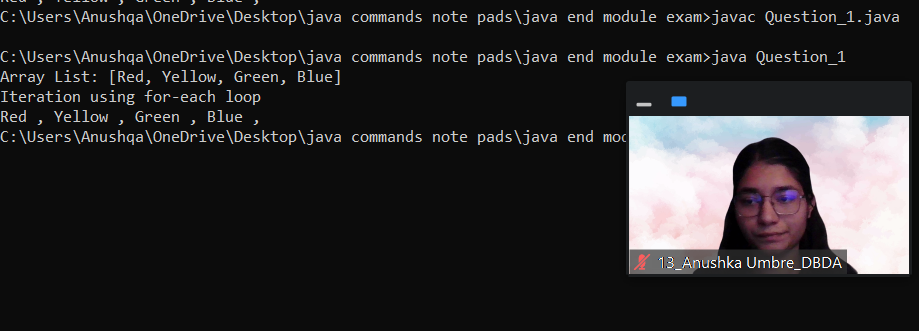 Red , Yellow , Green , Blue ,
C:\Users\Anushqa\OneDrive\Desktop\java commands note pads\java end module exam>javac Question_1.java
C:\Users\Anushqa\OneDrive\Desktop\java commands note pads\java end module exam>java Question_1
Array List: [Red, Yellow, Green, Blue]
Iteration using for-each loop
Red , Yellow , Green , Blue ,
C:\Users\Anushqa\OneDrive\Desktop\java commands note pads\java end mod
13_Anushka Umbre_DBDA